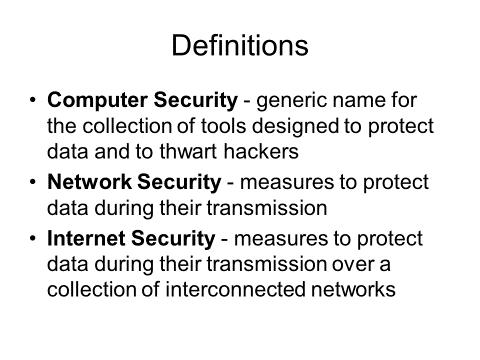 Definitions
• Computer Security - generic name for
the collection of tools designed to protect
data and to thwart hackers
• Network Security - measures to protect
data during their transmission
• Internet Security - measures to protect
data during their transmission over a
collection of interconnected networks